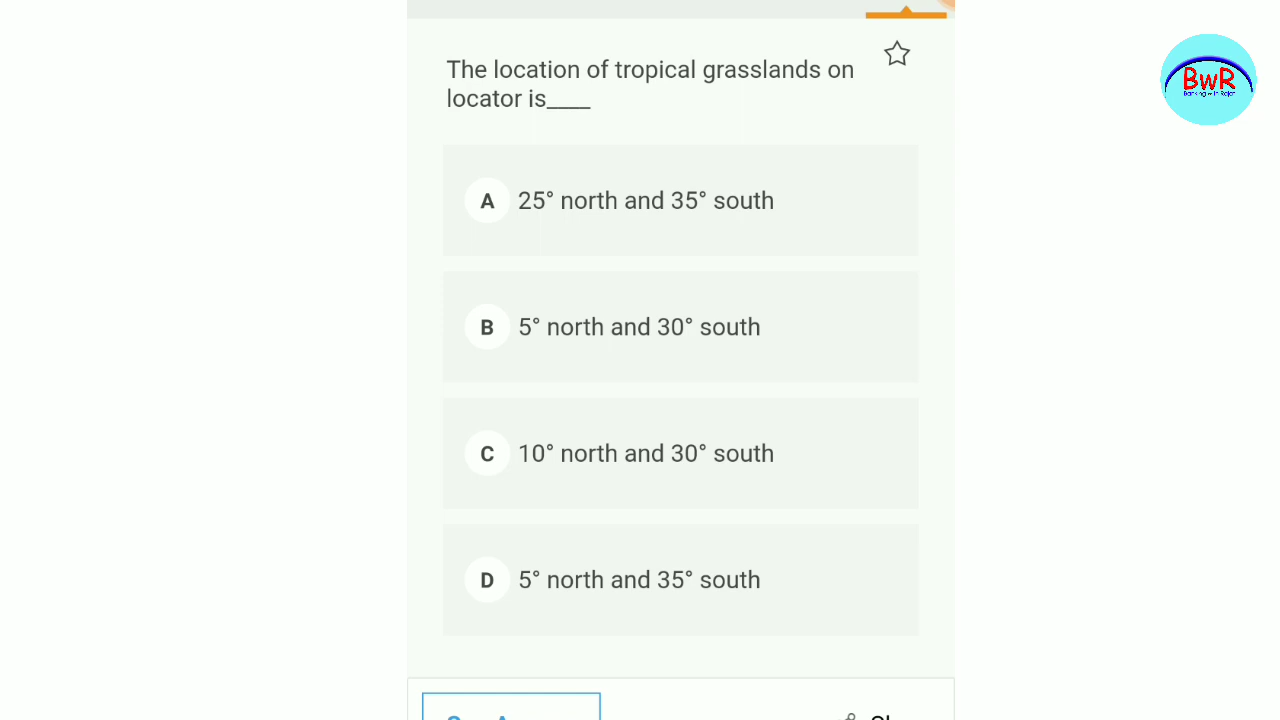 The location of tropical grasslands on
locator is____
A 25° north and 35° south
B 5° north and 30° south
C 10° north and 30° south
D 5° north and 35° south
BwR